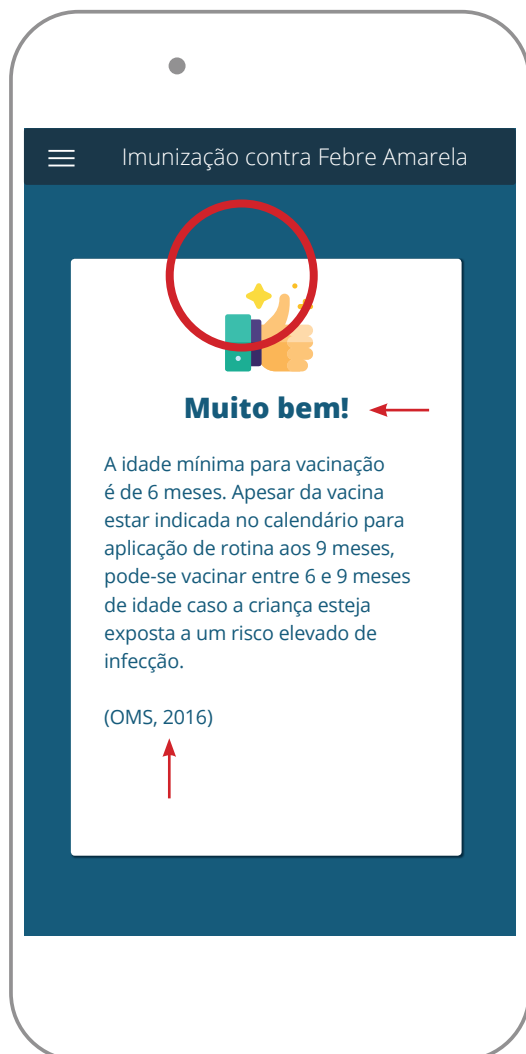 Imunização contra Febre Amarela
Muito bem!
A idade mínima para vacinação
é de 6 meses. Apesar da vacina
estar indicada no calendário para
aplicação de rotina aos 9 meses,
pode-se vacinar entre 6 e 9 meses
de idade caso a criança esteja
exposta a um risco elevado de
infecção.
(OMS, 2016)